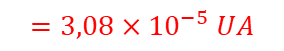 = 3,08 × 10⁻⁵ UA